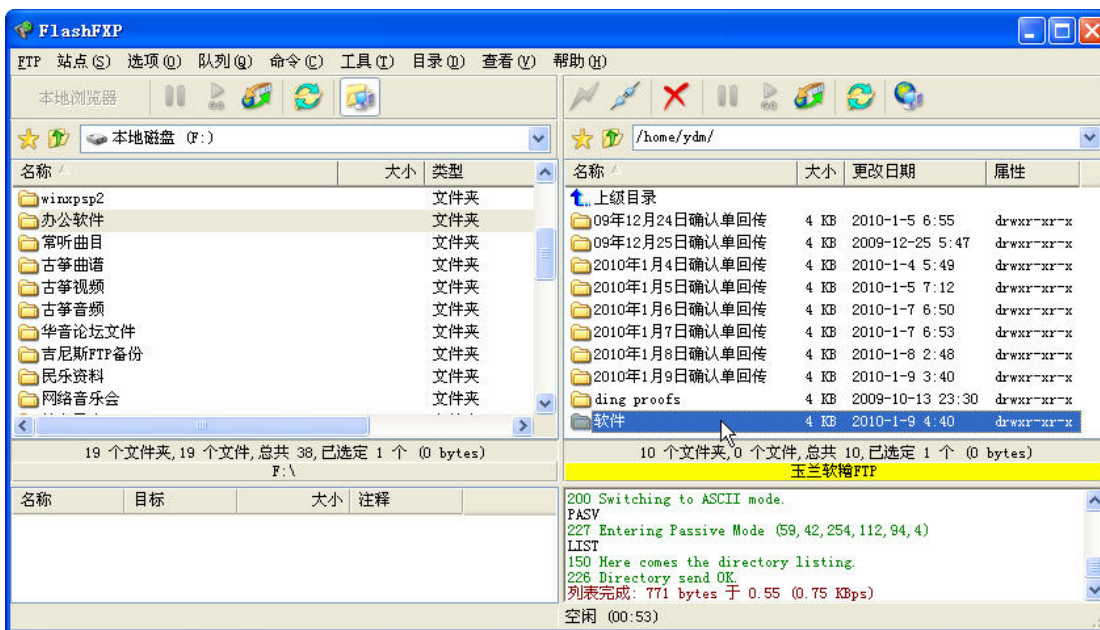 FlashFXP
FTP 站点(S) 选项(O) 队列(Q) 命令(C) 工具(T) 目录(D) 查看(V) 帮助(H)
本地浏览器
本地磁盘 (F:)
名称 大小 类型
winxpsp2 文件夹
办公软件 文件夹
常听曲目 文件夹
古筝曲谱 文件夹
古筝视频 文件夹
古筝音频 文件夹
华音论坛文件 文件夹
吉尼斯FTP备份 文件夹
民乐资料 文件夹
网络音乐会 文件夹
19 个文件夹,19 个文件,总共 38,已选定 1 个 (0 bytes)
F:\
名称 目标 大小 注释
/home/ydm/
名称 大小 更改日期 属性
上级目录
09年12月24日确认单回传 4 KB 2010-1-5 6:55 drwxr-xr-x
09年12月25日确认单回传 4 KB 2009-12-25 5:47 drwxr-xr-x
2010年1月4日确认单回传 4 KB 2010-1-4 5:49 drwxr-xr-x
2010年1月5日确认单回传 4 KB 2010-1-5 7:12 drwxr-xr-x
2010年1月6日确认单回传 4 KB 2010-1-7 6:50 drwxr-xr-x
2010年1月7日确认单回传 4 KB 2010-1-7 6:53 drwxr-xr-x
2010年1月8日确认单回传 4 KB 2010-1-8 2:48 drwxr-xr-x
2010年1月9日确认单回传 4 KB 2010-1-9 3:40 drwxr-xr-x
ding proofs 4 KB 2009-10-13 23:30 drwxr-xr-x
软件 4 KB 2010-1-9 4:40 drwxr-xr-x
10 个文件夹,0 个文件,总共 10,已选定 1 个 (0 bytes)
玉兰软输FTP
200 Switching to ASCII mode.
PASV
227 Entering Passive Mode (59,42,254,112,94,4)
LIST
150 Here comes the directory listing.
226 Directory send OK.
列表完成: 771 bytes 于 0.55 (0.75 KBps)
空闲 (00:53)